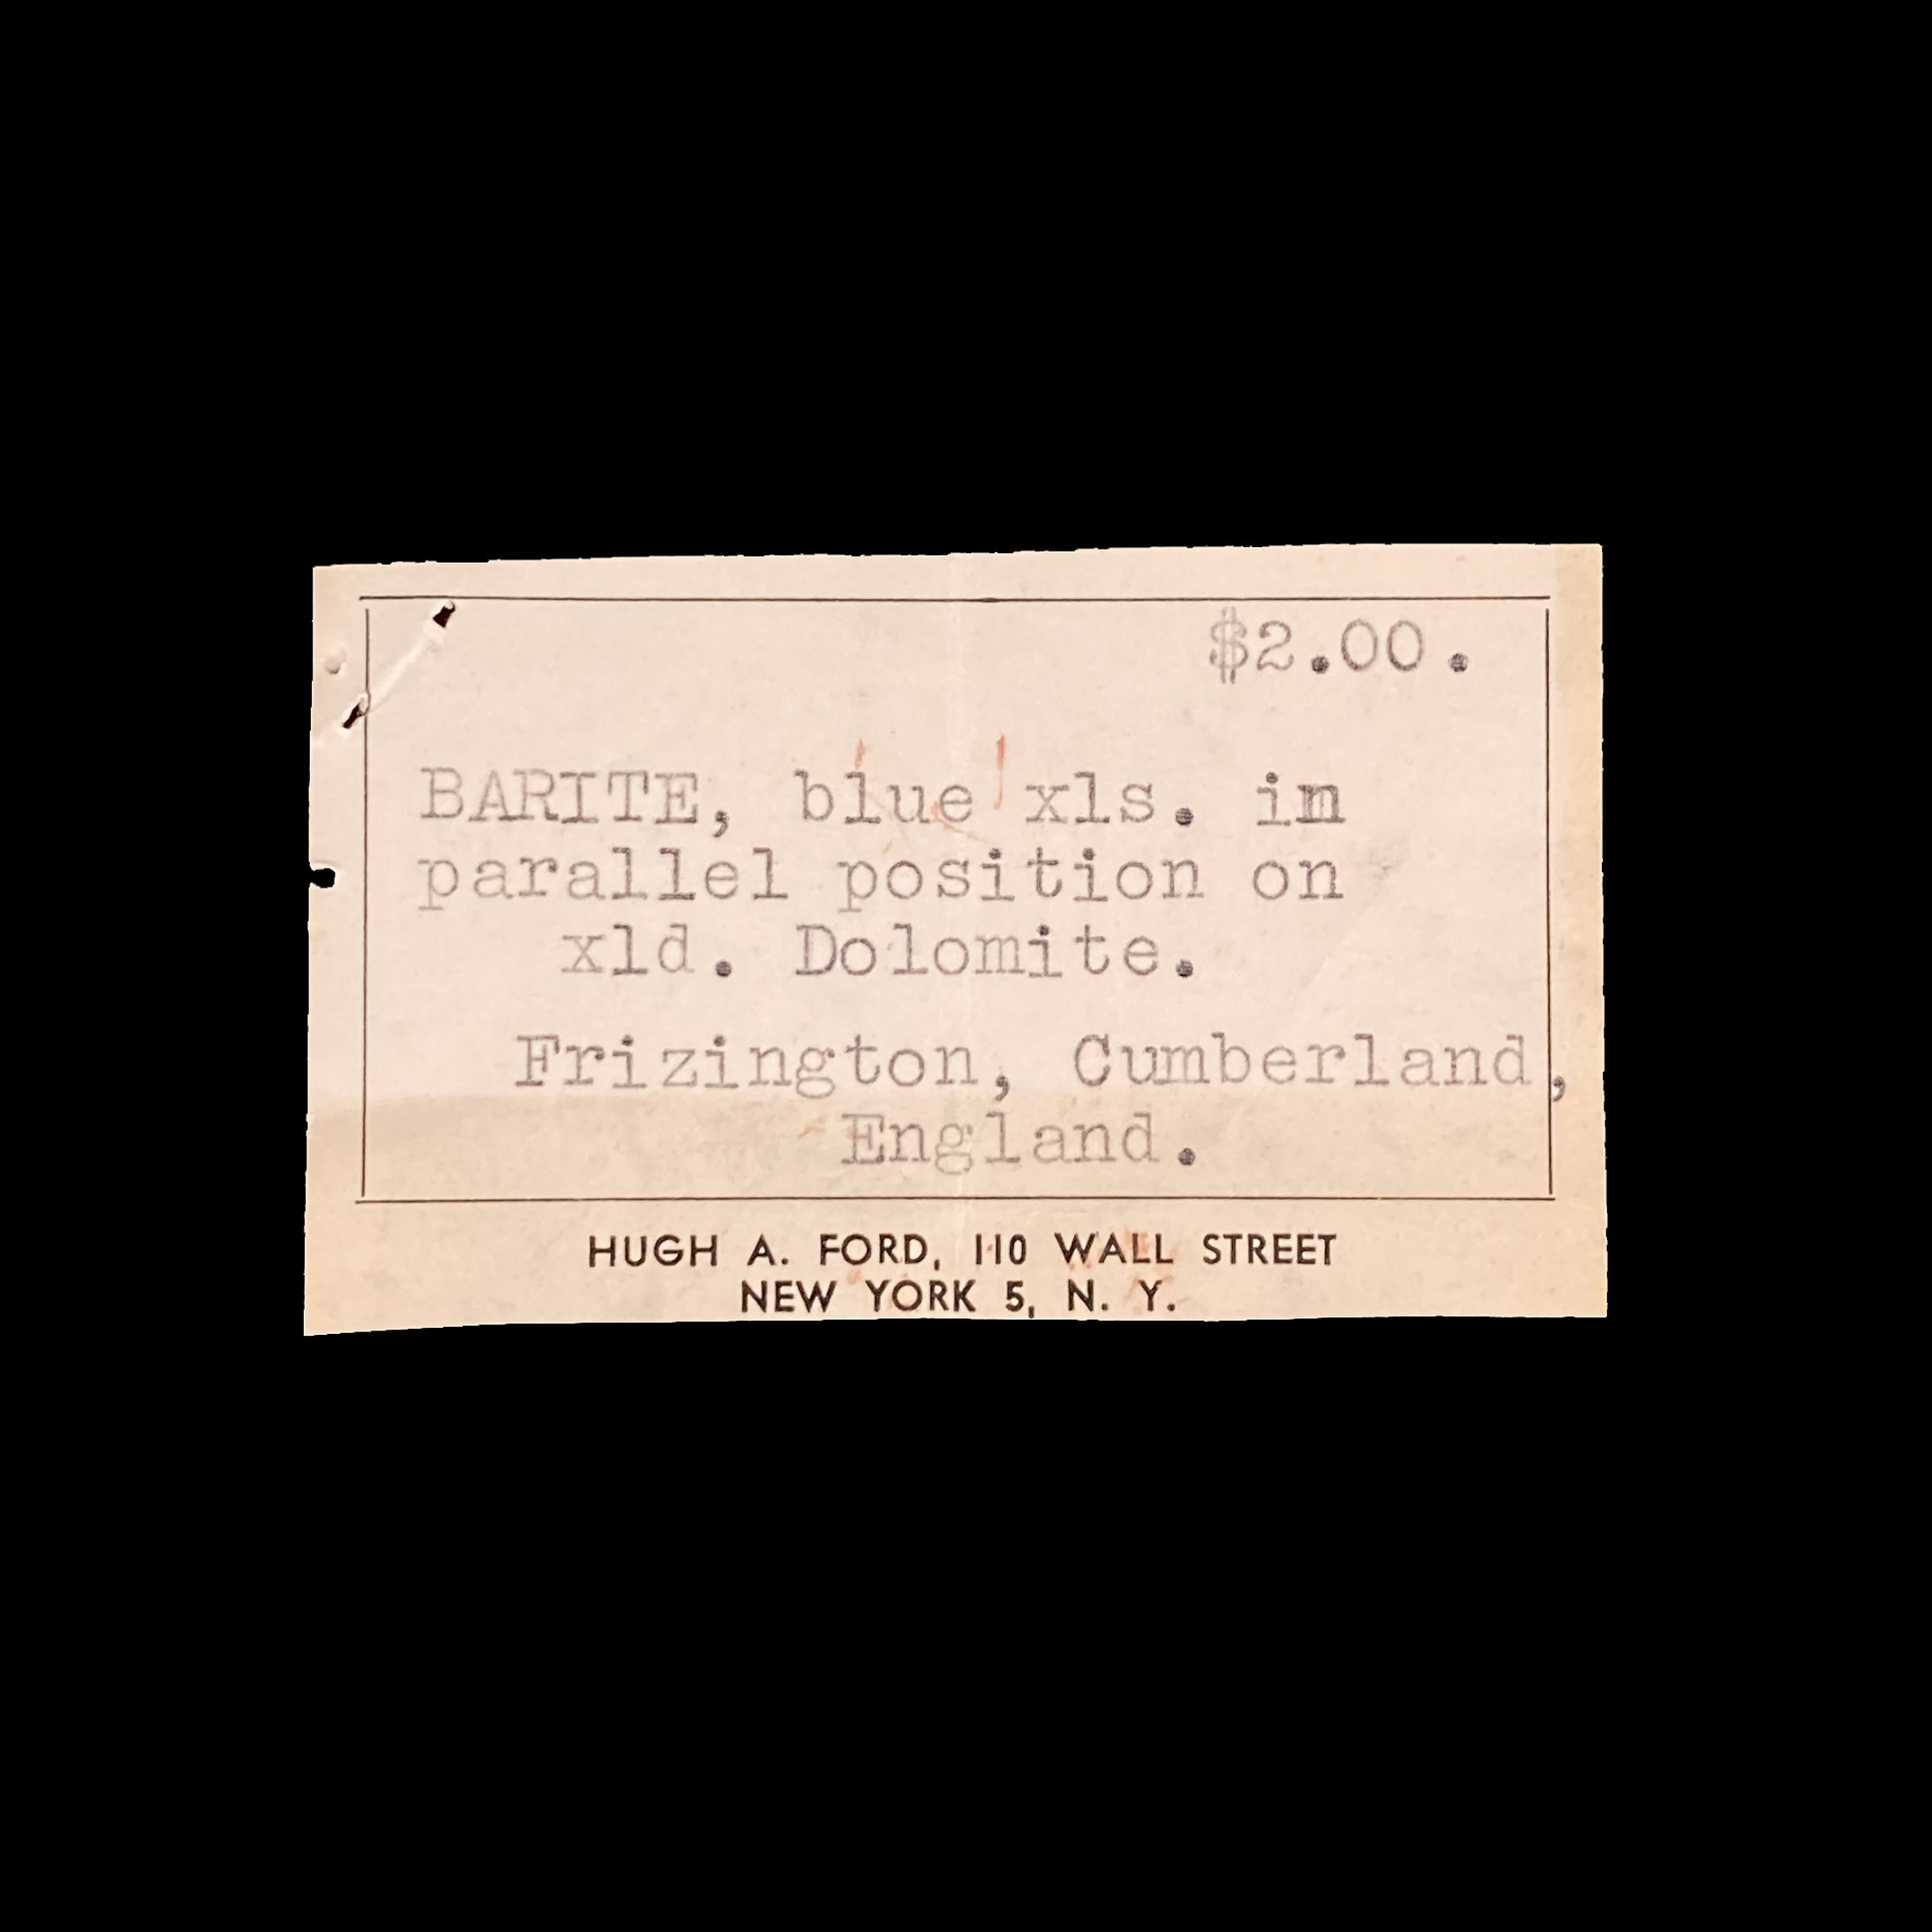 $2.00.
BARITE, blue xls. in
parallel position on
xld. Dolomite.
Frizington, Cumberland,
England.
HUGH A. FORD, 110 WALL STREET
NEW YORK 5, N. Y.